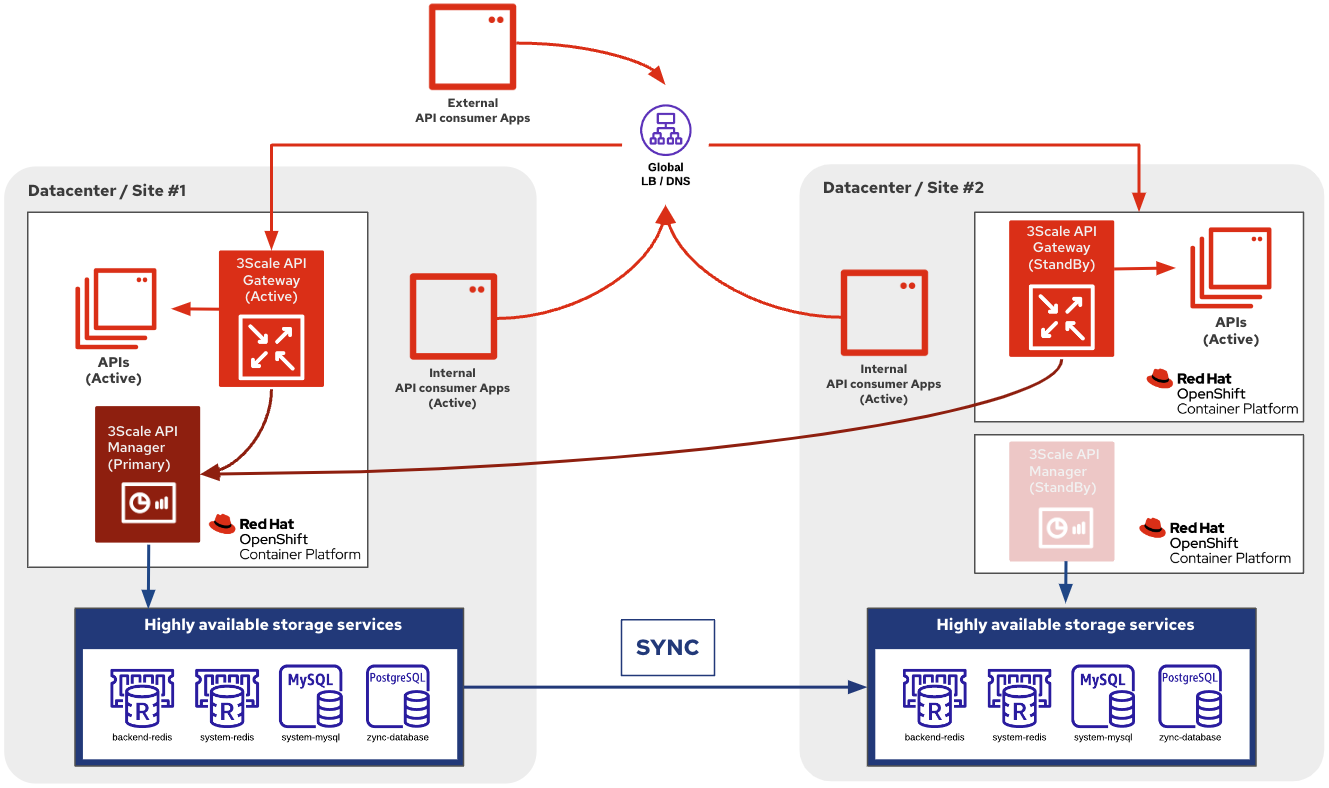 External
API consumer Apps
Global
LB / DNS
Datacenter / Site #1
3Scale API
Gateway
(Active)
APIs
(Active)
3Scale API
Manager
(Primary)
Red Hat
OpenShift
Container Platform
Internal
API consumer Apps
(Active)
Highly available storage services
R
backend-redis
R
system-redis
MySQL
system-mysql
PostgreSQL
zync-database
SYNC
Datacenter / Site #2
Internal
API consumer Apps
(Active)
3Scale API
Gateway
(StandBy)
APIs
(Active)
Red Hat
OpenShift
Container Platform
3Scale API
Manager
(StandBy)
Red Hat
OpenShift
Container Platform
Highly available storage services
R
backend-redis
R
system-redis
MySQL
system-mysql
PostgreSQL
zync-database